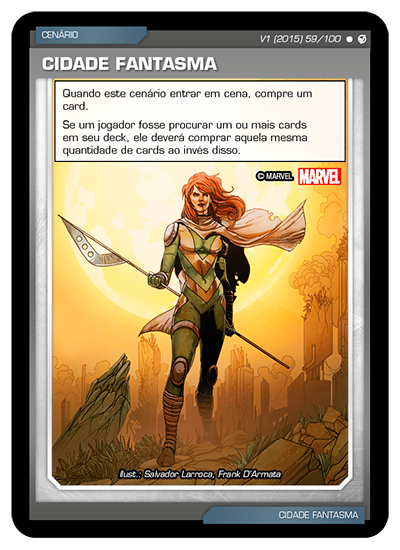 CENÁRIO
V1 (2015) 59/100
CIDADE FANTASMA
Quando este cenário entrar em cena, compre um
card.
Se um jogador fosse procurar um ou mais cards
em seu deck, ele deverá comprar aquela mesma
quantidade de cards ao invés disso.
© MARVEL MARVEL
Illust.: Salvador Larroca, Frank D'Armata
CIDADE FANTASMA